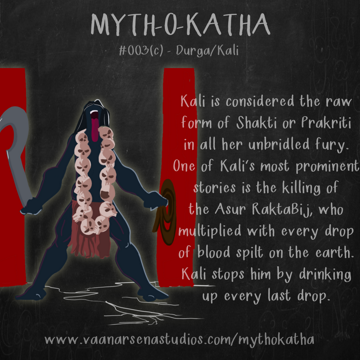 MYTH-O-KATHA
#003(c) - Durga/Kali
Kali is considered the raw
form of Shakti or Prakriti
in all her unbridled fury.
One of Kali's most prominent
stories is the killing of
the Asur RaktaBij, who
multiplied with every drop
of blood spilt on the earth.
Kali stops him by drinking
up every last drop.
www.vaanarsenastudios.com/mythokatha